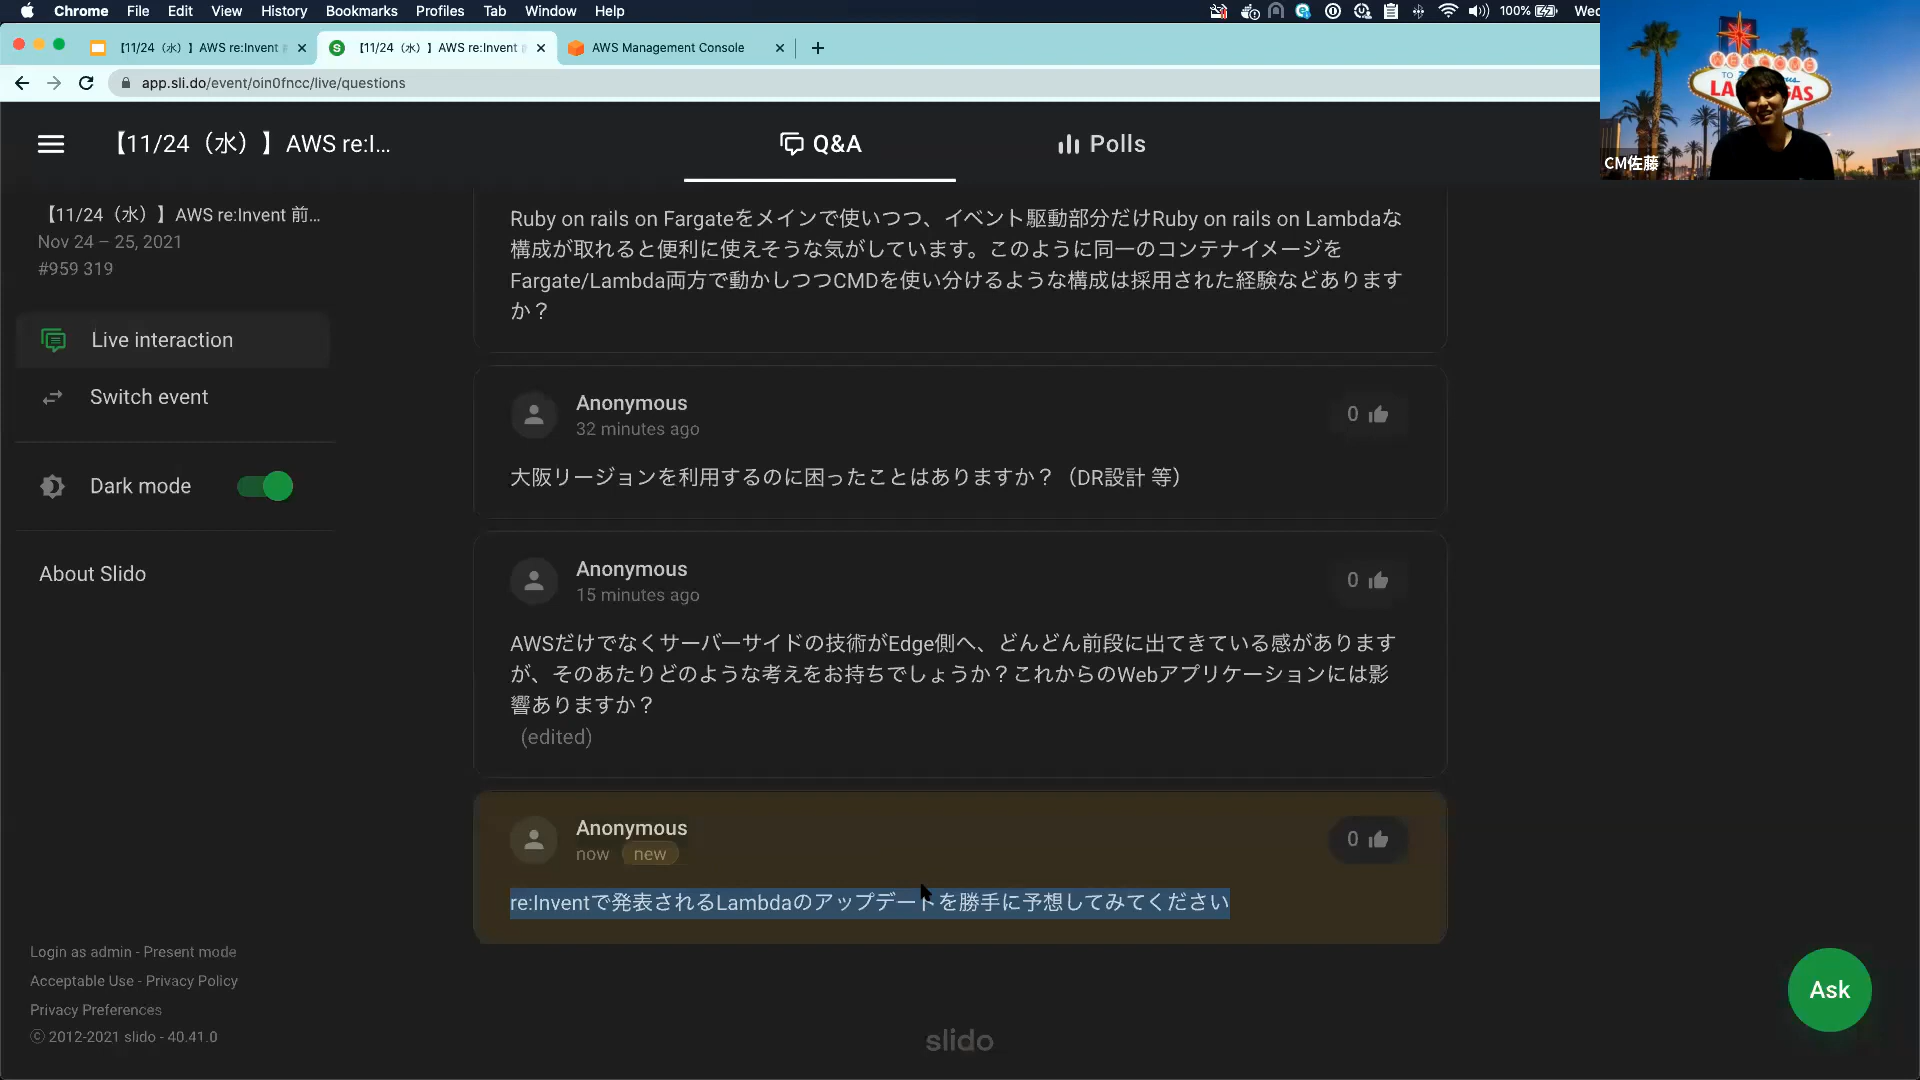 Chrome File Edit View History Bookmarks Profiles Tab Window Help 100% Wed
【11/24（水）】AWS re:Invent
【11/24（水）】AWS re:Invent
AWS Management Console
app.sli.do/event/oin0fncc/live/questions
WELCOME
TO
LAS VEGAS
CM佐藤
【11/24（水）】AWS re:I...
Q&A
Polls
【11/24（水）】AWS re:Invent 前...
Nov 24 – 25, 2021
#959 319
Live interaction
Switch event
Dark mode
About Slido
Login as admin - Present mode
Acceptable Use - Privacy Policy
Privacy Preferences
© 2012-2021 slido - 40.41.0
Ruby on rails on Fargateをメインで使いつつ、イベント駆動部分だけRuby on rails on Lambdaな
構成が取れると便利に使えそうな気がしています。このように同一のコンテナイメージを
Fargate/Lambda両方で動かしつつCMDを使い分けるような構成は採用された経験などあります
か？
Anonymous
32 minutes ago
0
大阪リージョンを利用するのに困ったことはありますか？（DR設計 等）
Anonymous
15 minutes ago
0
AWSだけでなくサーバーサイドの技術がEdge側へ、どんどん前段に出てきている感があります
が、そのあたりどのような考えをお持ちでしょうか？これからのWebアプリケーションには影
響ありますか？
(edited)
Anonymous
now new
0
re:Inventで発表されるLambdaのアップデートを勝手に予想してみてください
Ask
slido